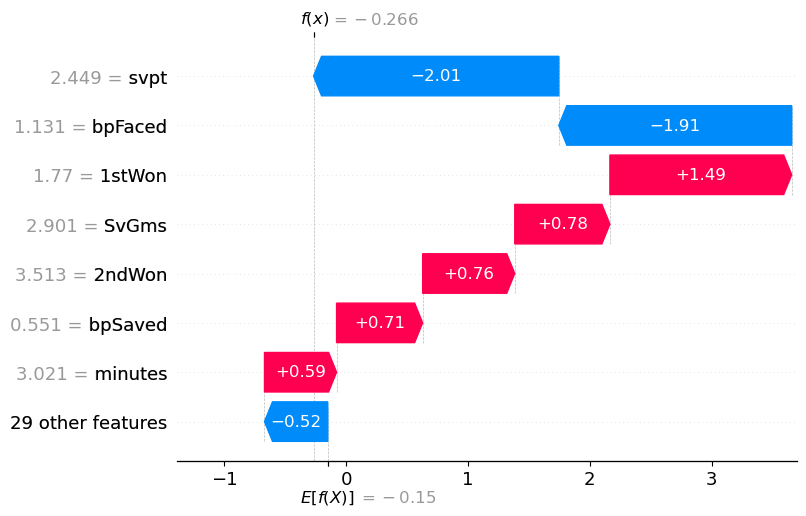 f(x) = −0.266
2.449 = svpt
−2.01
1.131 = bpFaced
−1.91
1.77 = 1stWon
+1.49
2.901 = SvGms
+0.78
3.513 = 2ndWon
+0.76
0.551 = bpSaved
+0.71
3.021 = minutes
+0.59
29 other features
−0.52
−1 0 1 2 3
E[f(X)] = −0.15